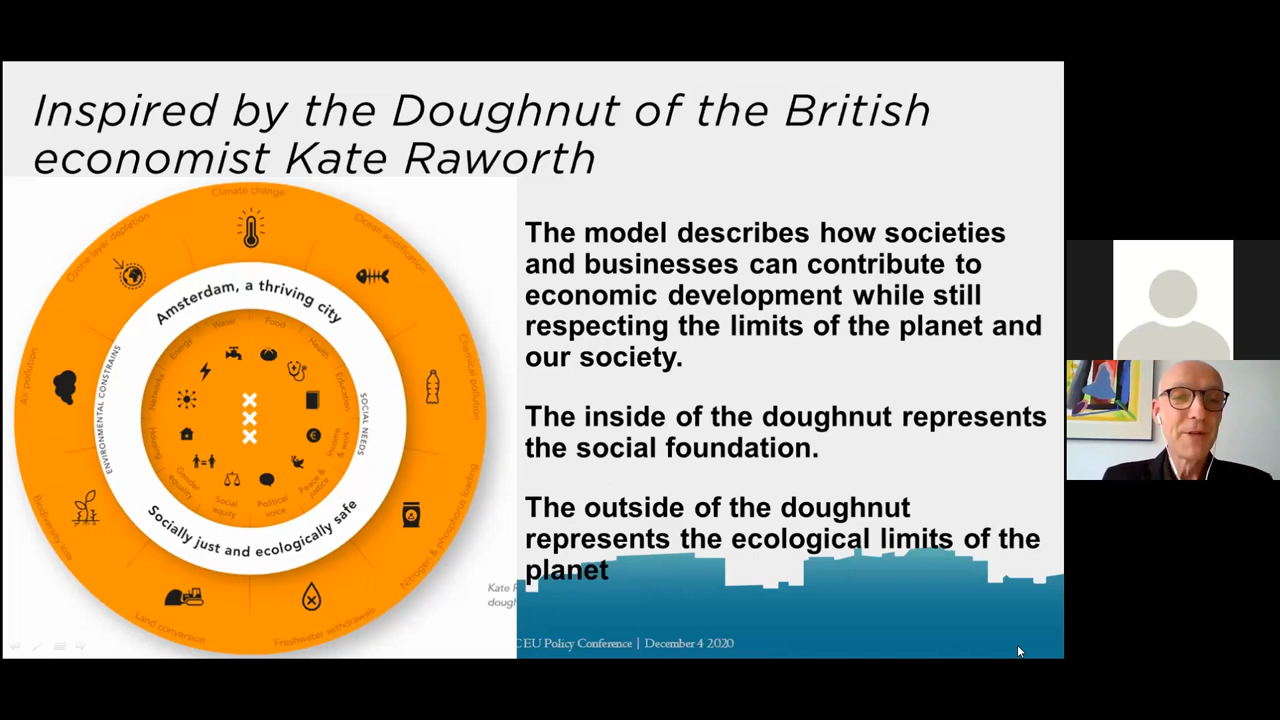 Inspired by the Doughnut of the British
economist Kate Raworth
Climate change
Ozone layer depletion
Ocean acidification
Air pollution
Chemical pollution
Biodiversity loss
Nitrogen & phosphorus loading
Land conversion
Freshwater withdrawals
Amsterdam, a thriving city
ENVIRONMENTAL CONSTRAINS
SOCIAL NEEDS
Socially just and ecologically safe
Water
Food
Energy
Health
Networks
Education
Housing
Income
& work
Gender
equality
Peace &
justice
Social
equity
Political
voice
The model describes how societies
and businesses can contribute to
economic development while still
respecting the limits of the planet and
our society.
The inside of the doughnut represents
the social foundation.
The outside of the doughnut
represents the ecological limits of the
planet
Kate
dough
EU Policy Conference | December 4 2020